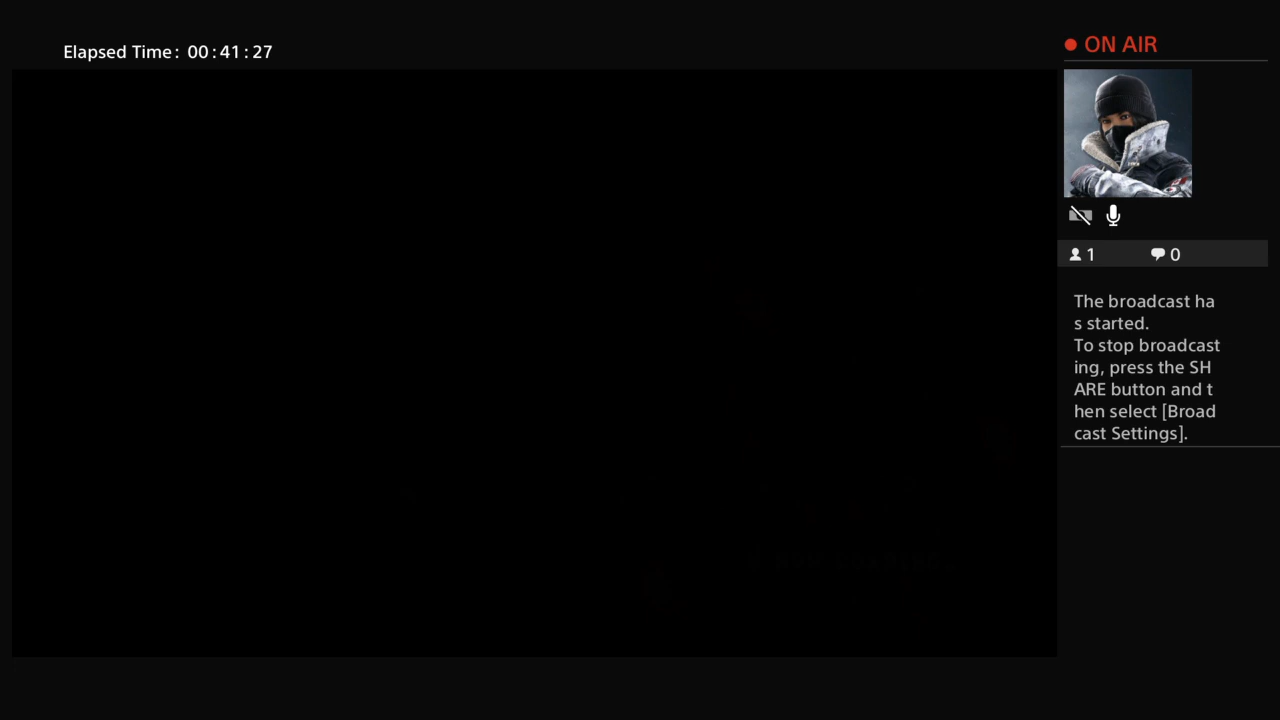 Elapsed Time: 00:41:27
ON AIR
1
0
The broadcast ha
s started.
To stop broadcast
ing, press the SH
ARE button and t
hen select [Broad
cast Settings].